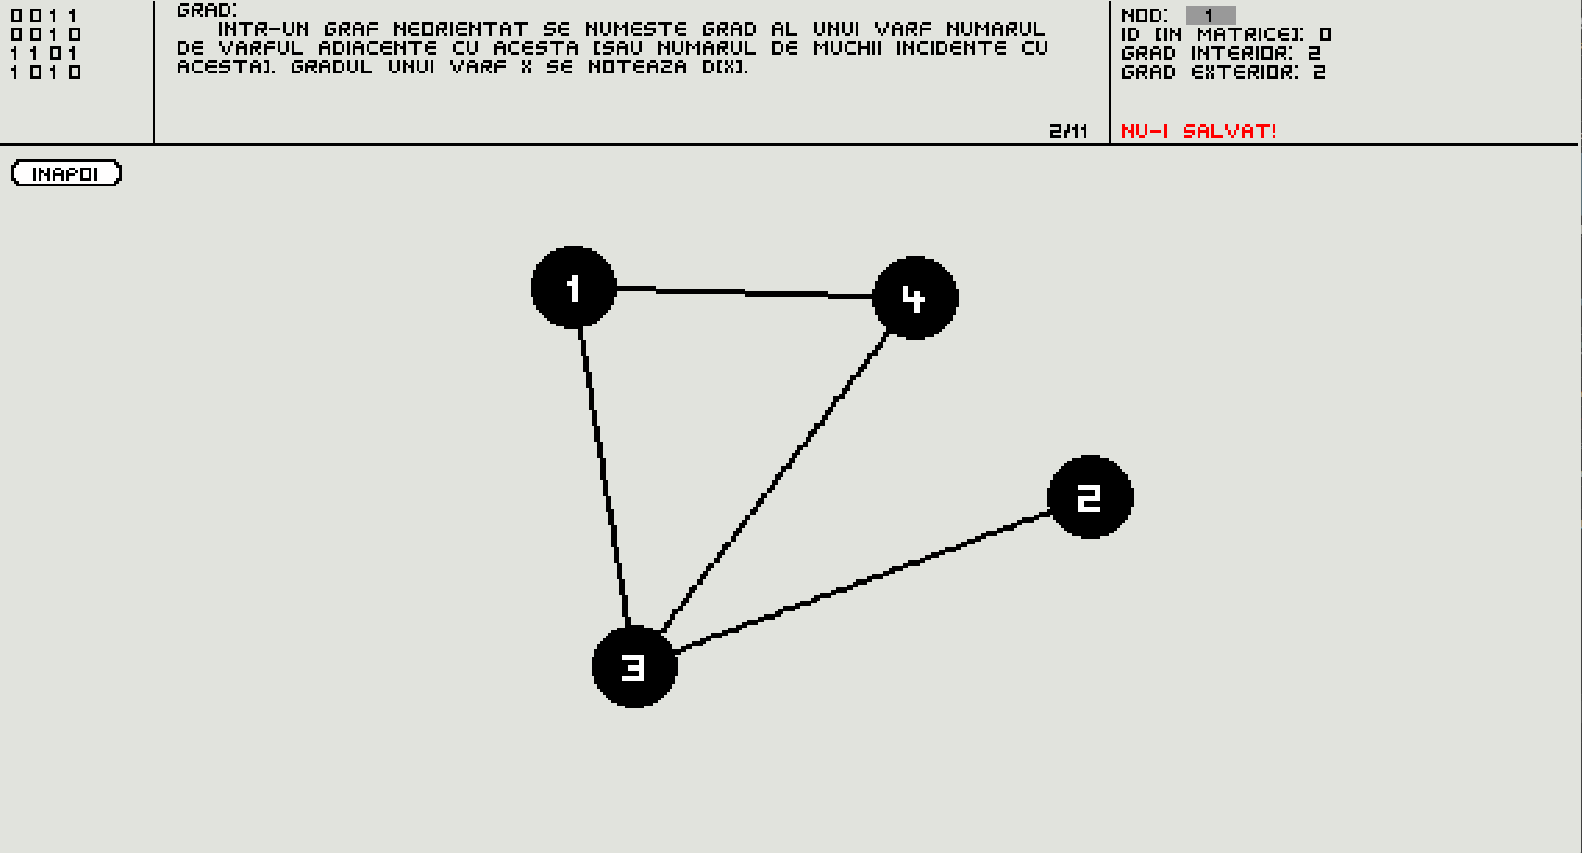 0 0 1 1
0 0 1 0
1 1 0 1
1 0 1 0
GRAD:
INTR-UN GRAF NEORIENTAT SE NUMESTE GRAD AL UNUI VARF NUMARUL
DE VARFUL ADIACENTE CU ACESTA [SAU NUMARUL DE MUCHII INCIDENTE CU
ACESTA]. GRADUL UNUI VARF X SE NOTEAZA D[X].
2/11
NOD: 1
ID [IN MATRICE]: 0
GRAD INTERIOR: 2
GRAD EXTERIOR: 2
NU-I SALVAT!
INAPOI
1
4
2
3